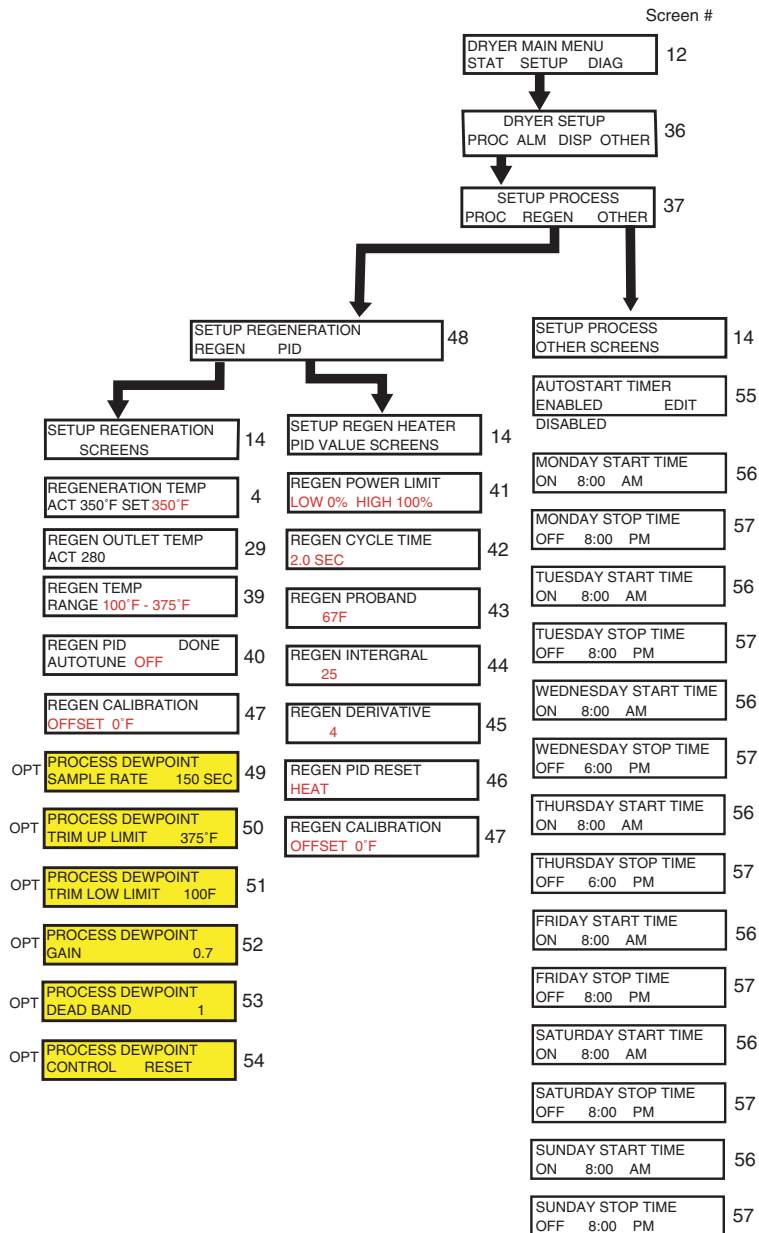 Screen #
DRYER MAIN MENU
STAT SETUP DIAG
12
DRYER SETUP
PROC ALM DISP OTHER
36
SETUP PROCESS
PROC REGEN OTHER
37
SETUP REGENERATION
REGEN PID
48
SETUP REGENERATION
SCREENS
14
REGENERATION TEMP
ACT 350°F SET 350°F
4
REGEN OUTLET TEMP
ACT 280
29
REGEN TEMP
RANGE 100°F - 375°F
39
REGEN PID DONE
AUTOTUNE OFF
40
REGEN CALIBRATION
OFFSET 0°F
47
OPT
PROCESS DEWPOINT
SAMPLE RATE 150 SEC
49
OPT
PROCESS DEWPOINT
TRIM UP LIMIT 375°F
50
OPT
PROCESS DEWPOINT
TRIM LOW LIMIT 100F
51
OPT
PROCESS DEWPOINT
GAIN 0.7
52
OPT
PROCESS DEWPOINT
DEAD BAND 1
53
OPT
PROCESS DEWPOINT
CONTROL RESET
54
SETUP REGEN HEATER
PID VALUE SCREENS
14
REGEN POWER LIMIT
LOW 0% HIGH 100%
41
REGEN CYCLE TIME
2.0 SEC
42
REGEN PROBAND
67F
43
REGEN INTERGRAL
25
44
REGEN DERIVATIVE
4
45
REGEN PID RESET
HEAT
46
REGEN CALIBRATION
OFFSET 0°F
47
SETUP PROCESS
OTHER SCREENS
14
AUTOSTART TIMER
ENABLED EDIT
DISABLED
55
MONDAY START TIME
ON 8:00 AM
56
MONDAY STOP TIME
OFF 8:00 PM
57
TUESDAY START TIME
ON 8:00 AM
56
TUESDAY STOP TIME
OFF 8:00 PM
57
WEDNESDAY START TIME
ON 8:00 AM
56
WEDNESDAY STOP TIME
OFF 6:00 PM
57
THURSDAY START TIME
ON 8:00 AM
56
THURSDAY STOP TIME
OFF 6:00 PM
57
FRIDAY START TIME
ON 8:00 AM
56
FRIDAY STOP TIME
OFF 8:00 PM
57
SATURDAY START TIME
ON 8:00 AM
56
SATURDAY STOP TIME
OFF 8:00 PM
57
SUNDAY START TIME
ON 8:00 AM
56
SUNDAY STOP TIME
OFF 8:00 PM
57